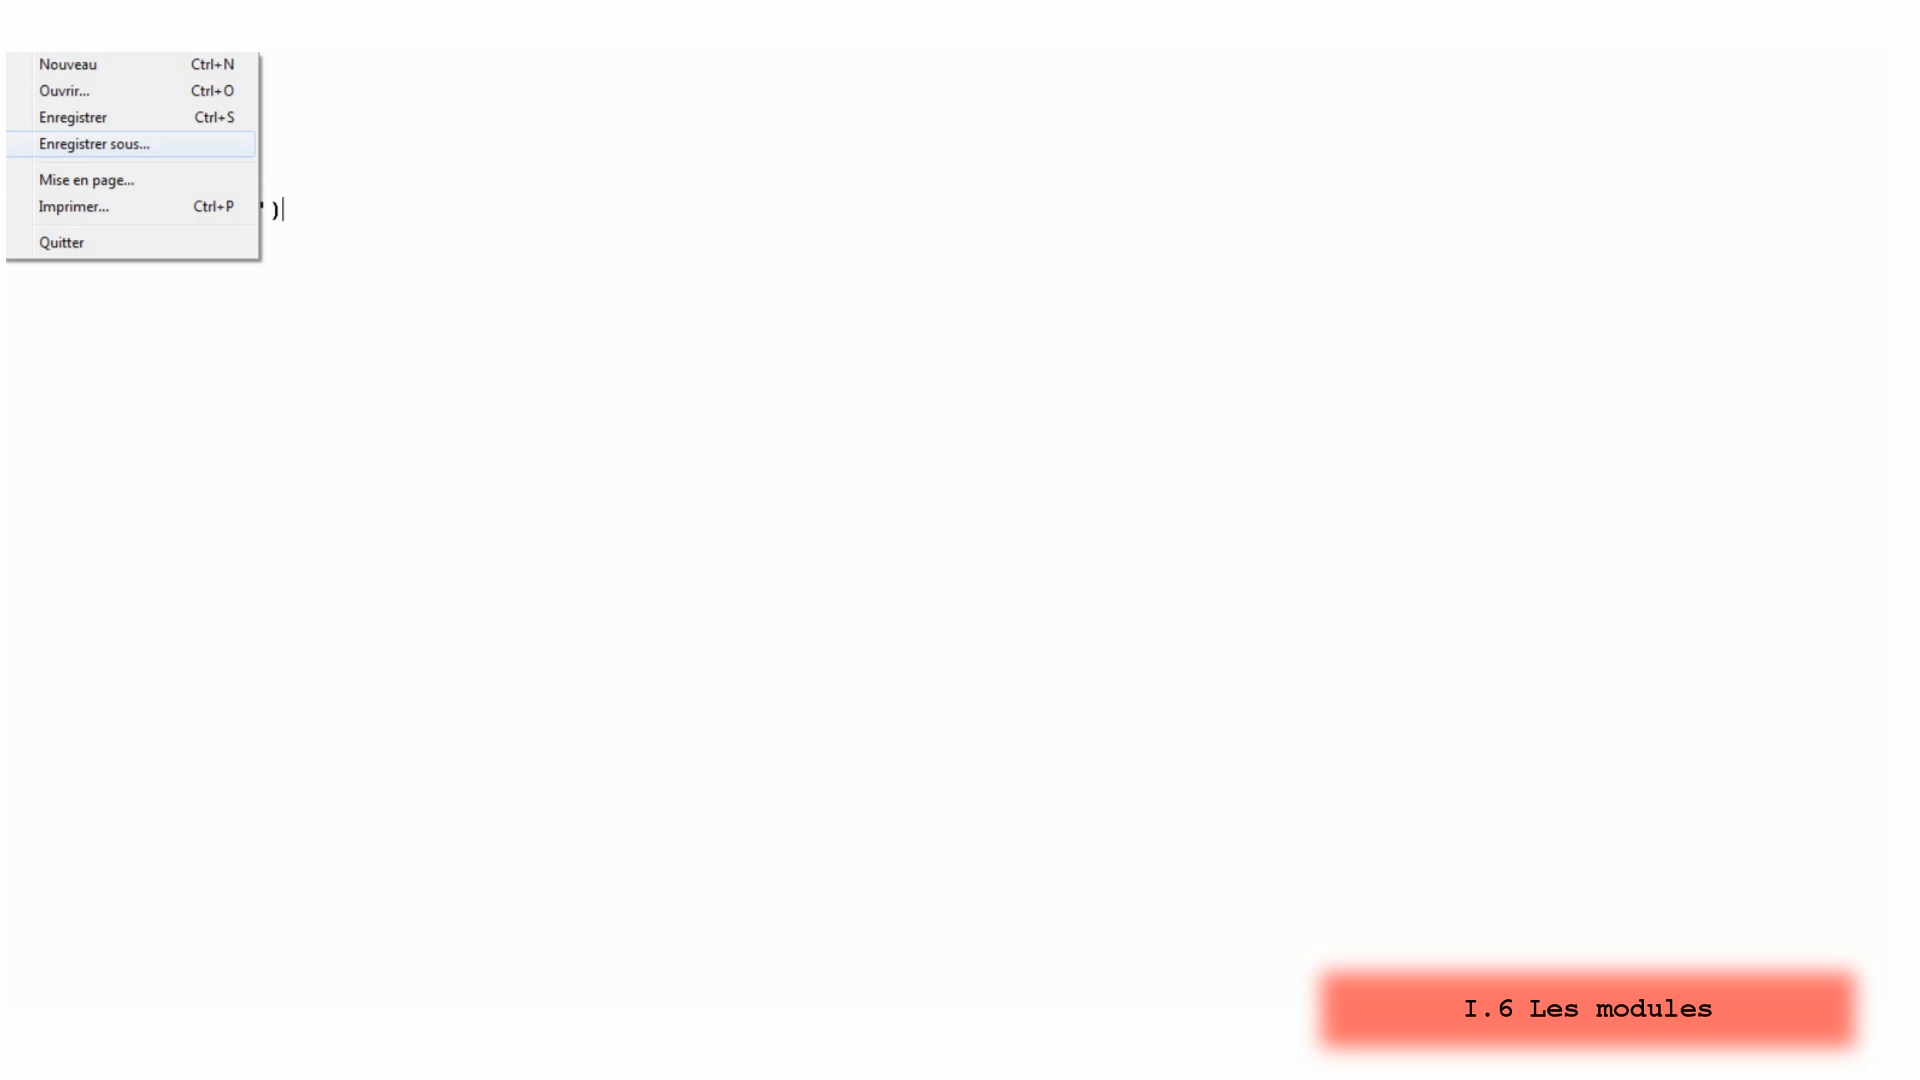 Nouveau Ctrl+N
Ouvrir... Ctrl+O
Enregistrer Ctrl+S
Enregistrer sous...
Mise en page...
Imprimer... Ctrl+P
')
Quitter
I.6 Les modules